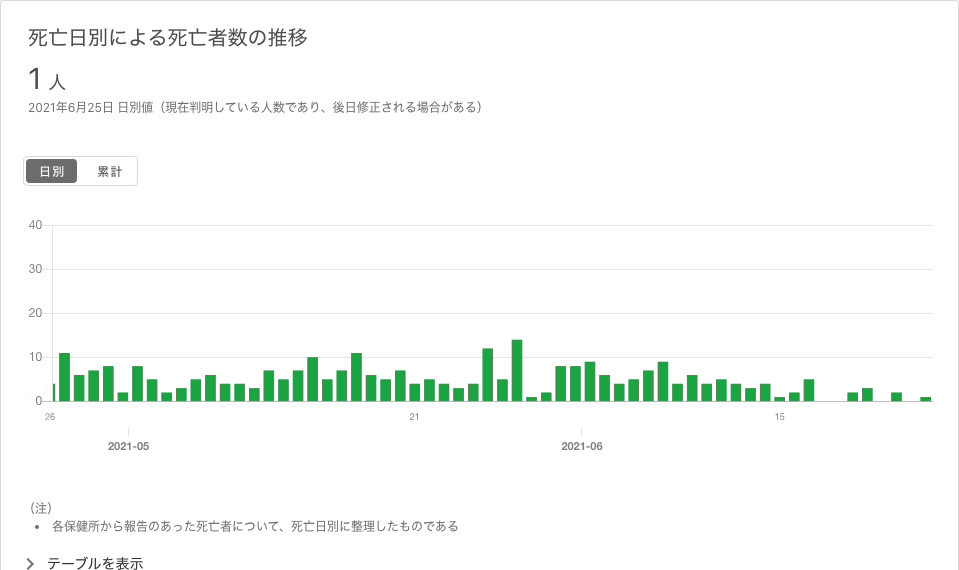 死亡日別による死亡者数の推移
1 人
2021年6月25日 日別値（現在判明している人数であり、後日修正される場合がある）
日別 累計
40
30
20
10
0
26 21 15
2021-05 2021-06
（注）
• 各保健所から報告のあった死亡者について、死亡日別に整理したものである
テーブルを表示